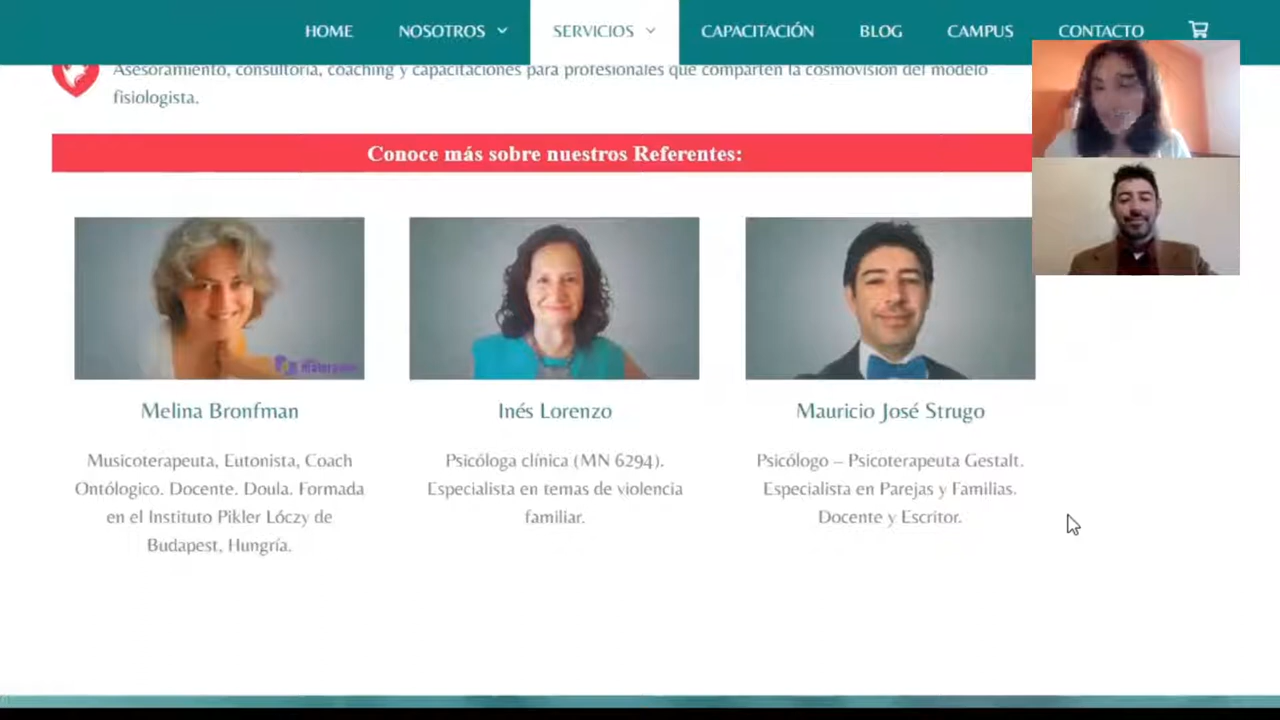 HOME NOSOTROS SERVICIOS CAPACITACIÓN BLOG CAMPUS CONTACTO
Asesoramiento, consultoría, coaching y capacitaciones para profesionales que comparten la cosmovisión del modelo
fisiologista.
Conoce más sobre nuestros Referentes:
Melina Bronfman
Musicoterapeuta, Eutonista, Coach
Ontólogico. Docente. Doula. Formada
en el Instituto Pikler Lóczy de
Budapest, Hungría.
Inés Lorenzo
Psicóloga clínica (MN 6294).
Especialista en temas de violencia
familiar.
Mauricio José Strugo
Psicólogo – Psicoterapeuta Gestalt.
Especialista en Parejas y Familias.
Docente y Escritor.